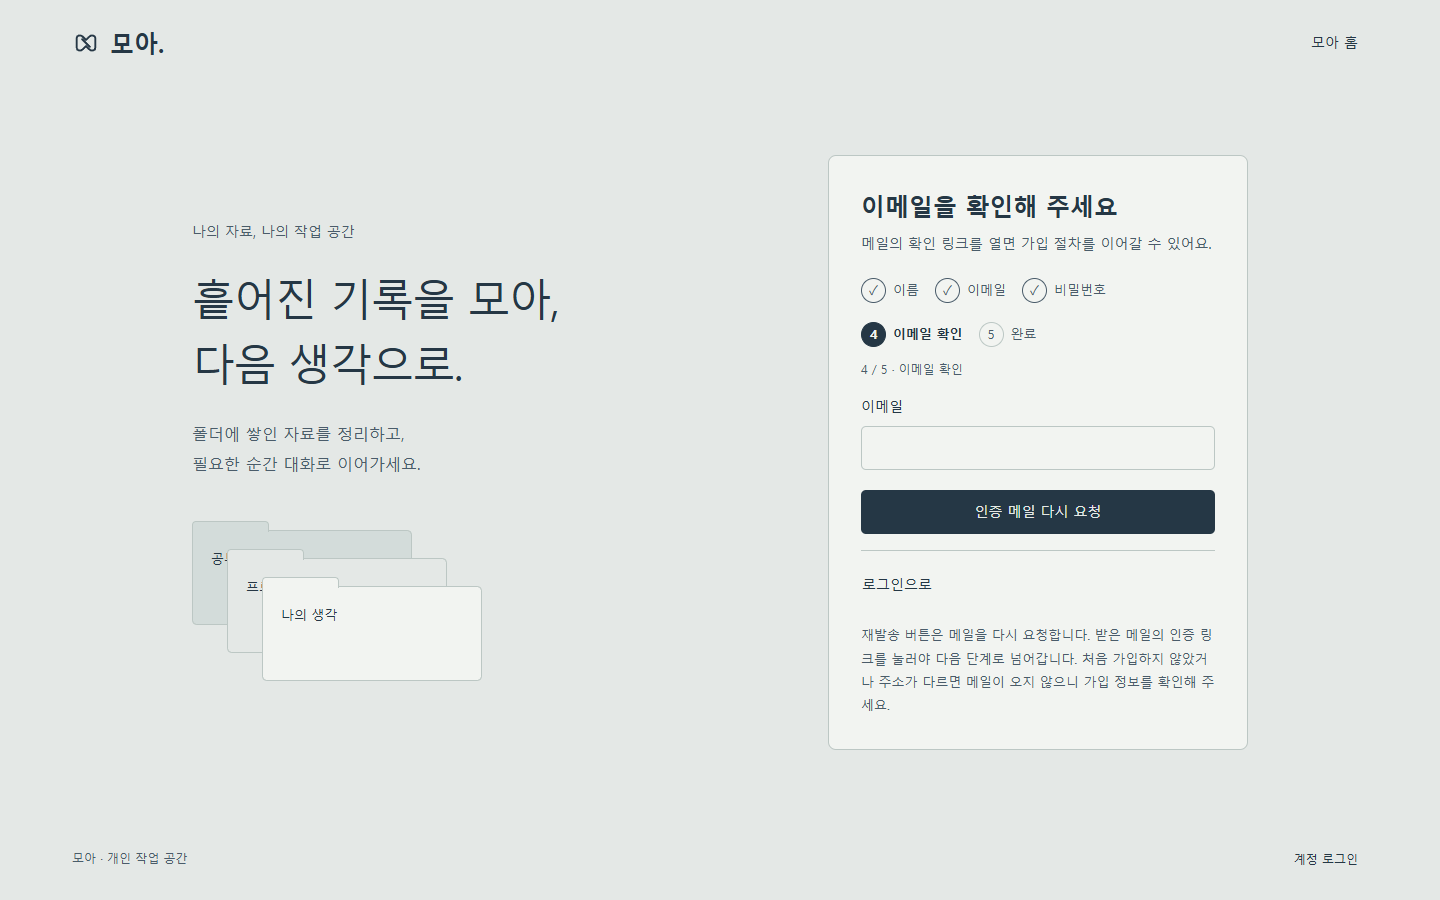 모아.
모아 홈
나의 자료, 나의 작업 공간
흩어진 기록을 모아,
다음 생각으로.
폴더에 쌓인 자료를 정리하고,
필요한 순간 대화로 이어가세요.
나의 생각
이메일을 확인해 주세요
메일의 확인 링크를 열면 가입 절차를 이어갈 수 있어요.
✓ 이름 ✓ 이메일 ✓ 비밀번호
4 이메일 확인 5 완료
4 / 5 · 이메일 확인
이메일
인증 메일 다시 요청
로그인으로
재발송 버튼은 메일을 다시 요청합니다. 받은 메일의 인증 링
크를 눌러야 다음 단계로 넘어갑니다. 처음 가입하지 않았거
나 주소가 다르면 메일이 오지 않으니 가입 정보를 확인해 주
세요.
모아 · 개인 작업 공간
계정 로그인